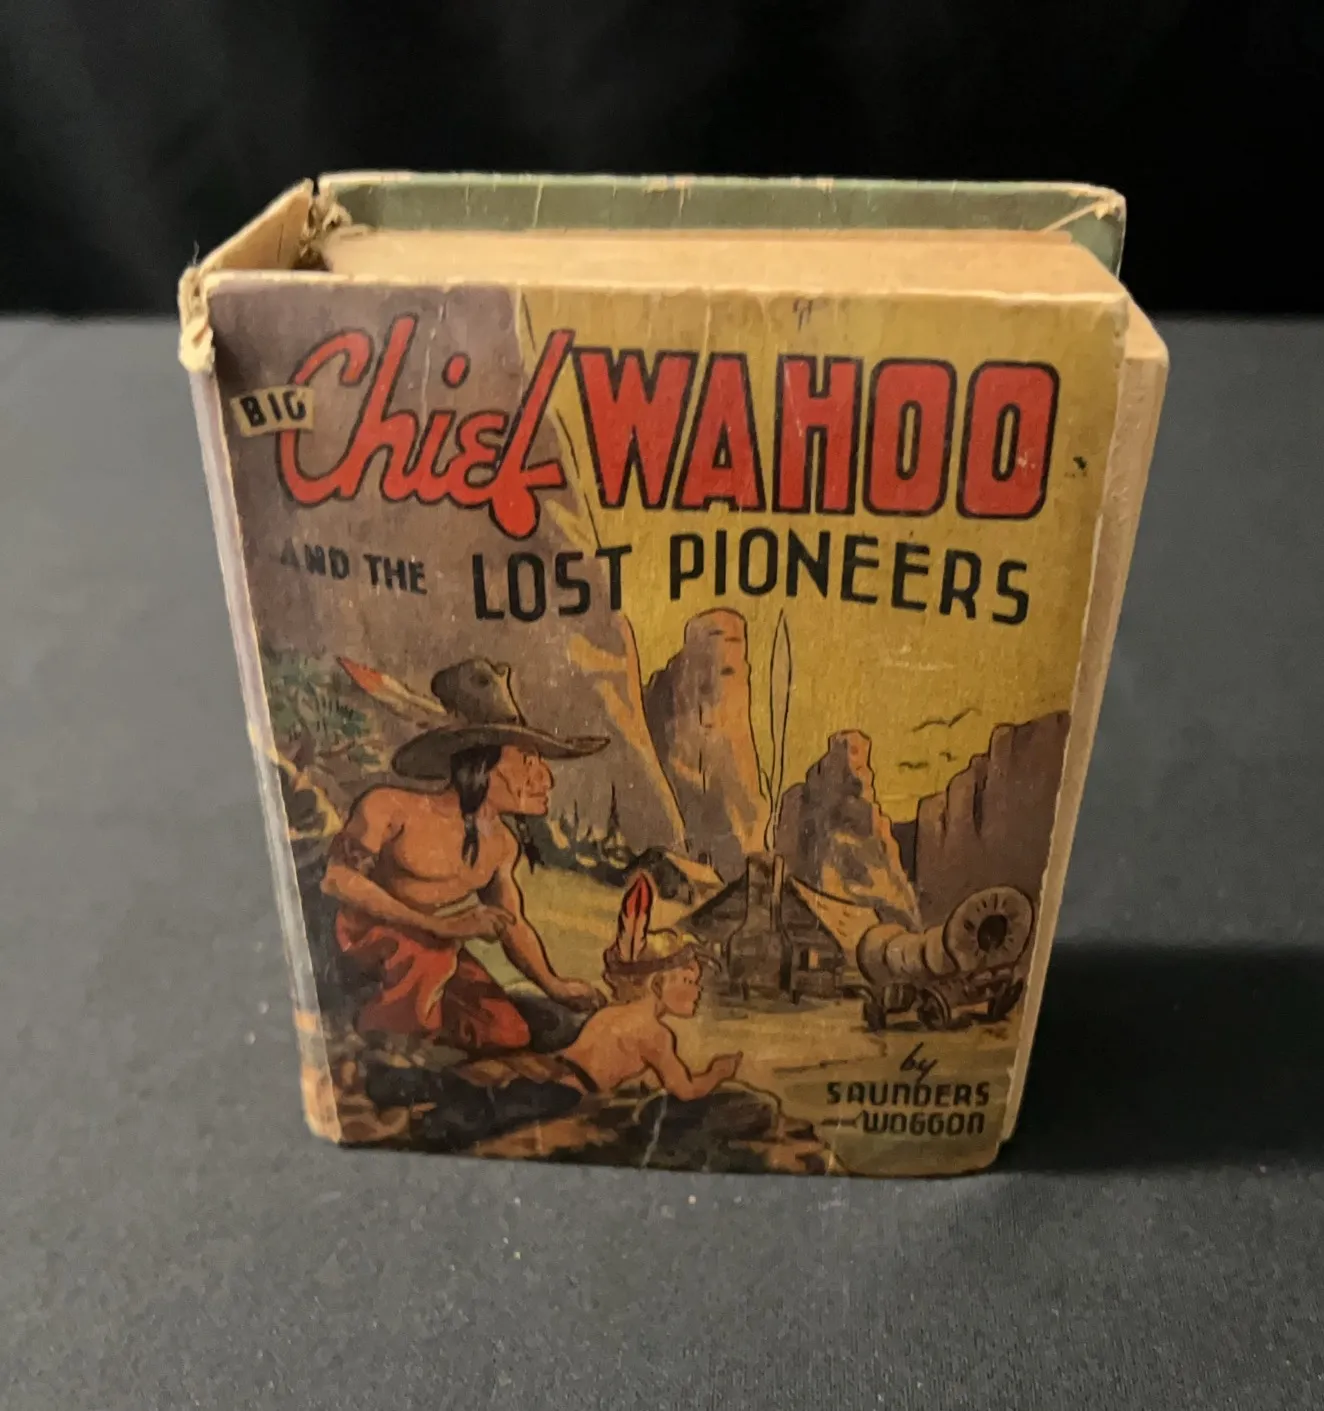 BIG Chief WAHOO
AND THE LOST PIONEERS
by
SAUNDERS
—WOGGON